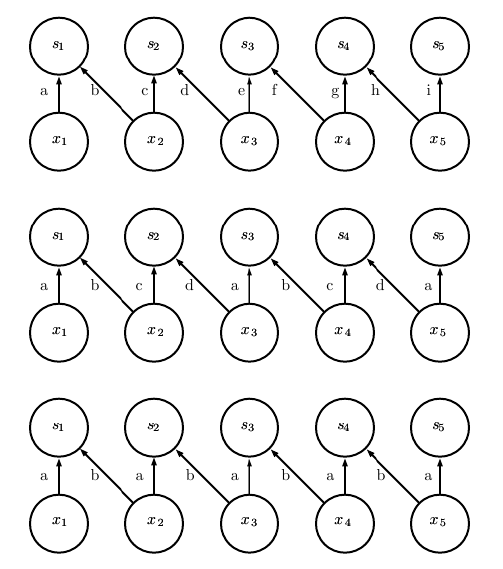 s1 s2 s3 s4 s5
a b c d e f g h i
x1 x2 x3 x4 x5
s1 s2 s3 s4 s5
a b c d a b c d a
x1 x2 x3 x4 x5
s1 s2 s3 s4 s5
a b a b a b a b a
x1 x2 x3 x4 x5